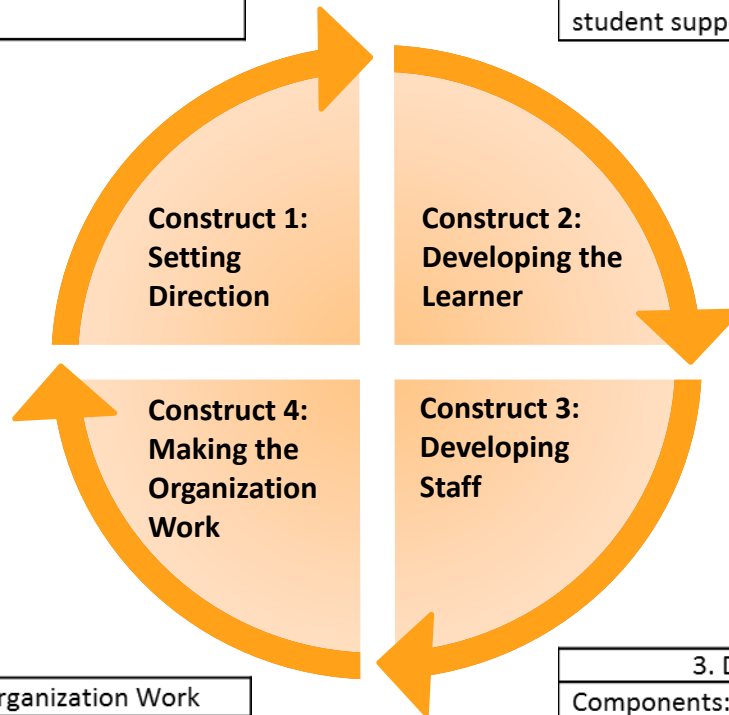 student supp
Construct 1:
Setting
Direction
Construct 2:
Developing the
Learner
Construct 4:
Making the
Organization
Work
Construct 3:
Developing
Staff
rganization Work
3. D
Components: